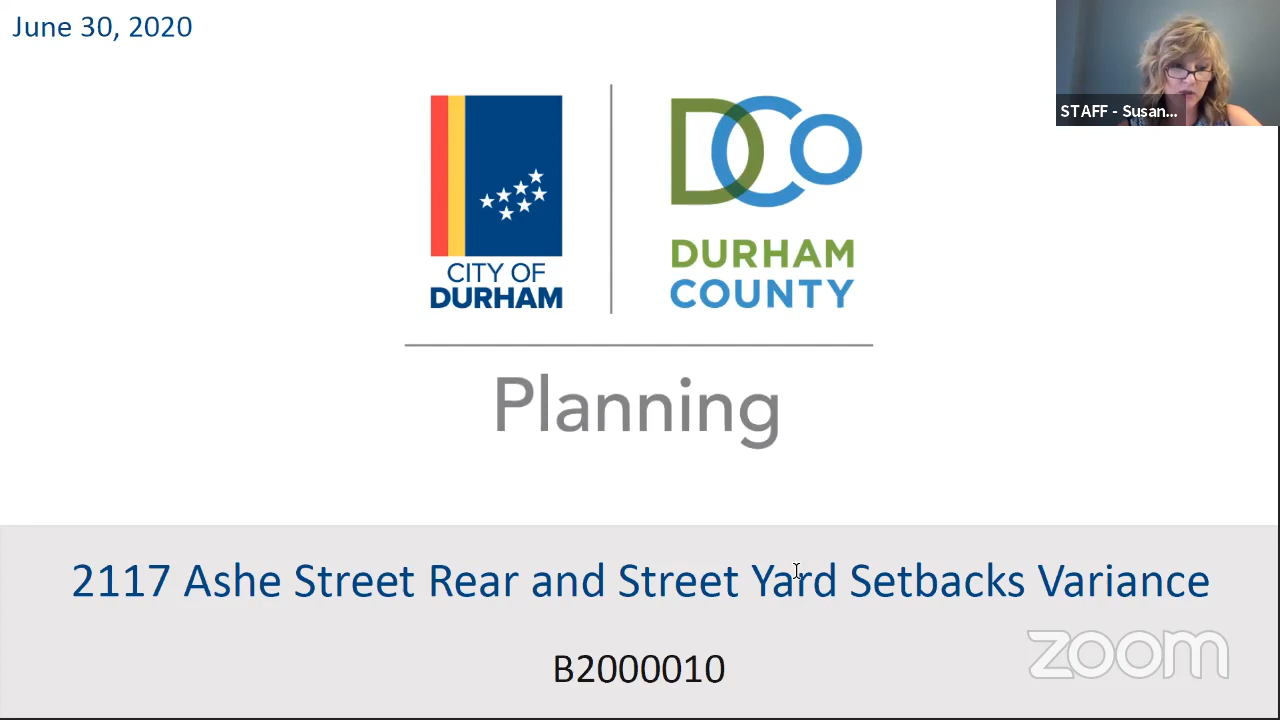 June 30, 2020
STAFF - Susan...
CITY OF
DURHAM
DCo
DURHAM
COUNTY
Planning
2117 Ashe Street Rear and Street Yard Setbacks Variance
B2000010
zoom